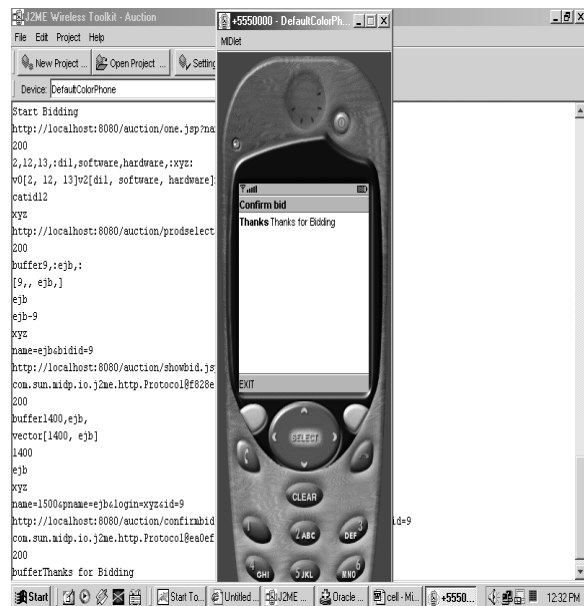 J2ME Wireless Toolkit - Auction
File Edit Project Help
New Project ... Open Project ...
Device: DefaultColorPhone
Start Bidding
http://localhost:8080/auction/one.jsp?na
200
2,12,13,:dil,software,hardware,:xyz:
v0[2, 12, 13]v2[dil, software, hardware]
catid12
xyz
http://localhost:8080/auction/prodselect
200
buffer9,:ejb,:
[9,, ejb,]
ejb
ejb-9
xyz
name=ejb&bidid=9
http://localhost:8080/auction/showbid.js
com.sun.midp.io.j2me.http.Protocol@f828e
200
buffer1400,ejb,
vector[1400, ejb]
1400
ejb
xyz
name=1500&pname=ejb&login=xyz&id=9
http://localhost:8080/auction/confirmbid id=9
com.sun.midp.io.j2me.http.Protocol@ea0ef
200
bufferThanks for Bidding
+5550000 - DefaultColorPh...
MIDlet
Confirm bid
Thanks Thanks for Bidding
EXIT
SELECT
CLEAR
1 2 ABC DEF 3
4 GHI 5 JKL MNO 6
Start Start To... Untitled ... J2ME ... Oracle ... cell - Mi... +5550... 12:32 PM